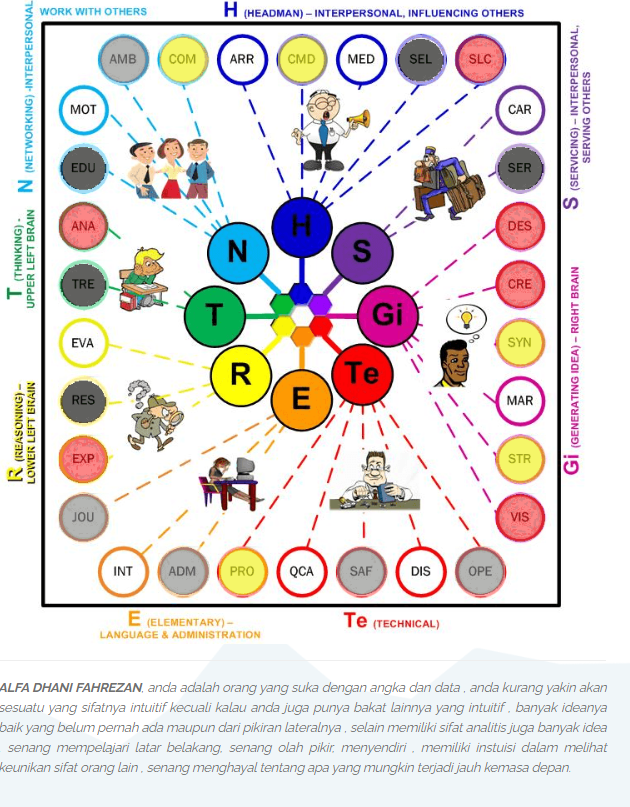 WORK WITH OTHERS
H (HEADMAN) – INTERPERSONAL, INFLUENCING OTHERS
N (NETWORKING) -INTERPERSONAL
T (THINKING) -
UPPER LEFT BRAIN
R (REASONING) –
LOWER LEFT BRAIN
AMB
COM
ARR
CMD
MED
SEL
SLC
MOT
EDU
ANA
TRE
EVA
RES
EXP
JOU
CAR
SER
DES
CRE
SYN
MAR
STR
VIS
H
N
S
T
Gi
R
Te
E
INT
ADM
PRO
QCA
SAF
DIS
OPE
S (SERVICING) – INTERPERSONAL,
SERVING OTHERS
Gi (GENERATING IDEA) – RIGHT BRAIN
E (ELEMENTARY) –
LANGUAGE & ADMINISTRATION
Te (TECHNICAL)
ALFA DHANI FAHREZAN, anda adalah orang yang suka dengan angka dan data , anda kurang yakin akan
sesuatu yang sifatnya intuitif kecuali kalau anda juga punya bakat lainnya yang intuitif , banyak ideanya
baik yang belum pernah ada maupun dari pikiran lateralnya , selain memiliki sifat analitis juga banyak idea
, senang mempelajari latar belakang, senang olah pikir, menyendiri , memiliki instuisi dalam melihat
keunikan sifat orang lain , senang menghayal tentang apa yang mungkin terjadi jauh kemasa depan.